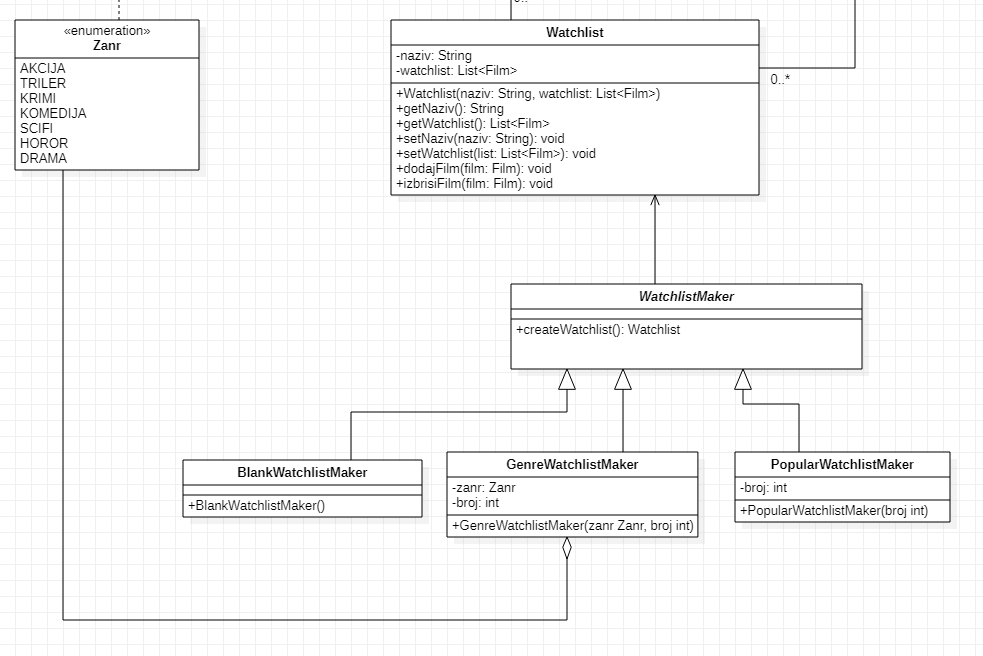 «enumeration»
Zanr
AKCIJA
TRILER
KRIMI
KOMEDIJA
SCIFI
HOROR
DRAMA
Watchlist
-naziv: String
-watchlist: List<Film>
+Watchlist(naziv: String, watchlist: List<Film>)
+getNaziv(): String
+getWatchlist(): List<Film>
+setNaziv(naziv: String): void
+setWatchlist(list: List<Film>): void
+dodajFilm(film: Film): void
+izbrisiFilm(film: Film): void
0..*
WatchlistMaker
+createWatchlist(): Watchlist
BlankWatchlistMaker
+BlankWatchlistMaker()
GenreWatchlistMaker
-zanr: Zanr
-broj: int
+GenreWatchlistMaker(zanr Zanr, broj int)
PopularWatchlistMaker
-broj: int
+PopularWatchlistMaker(broj int)